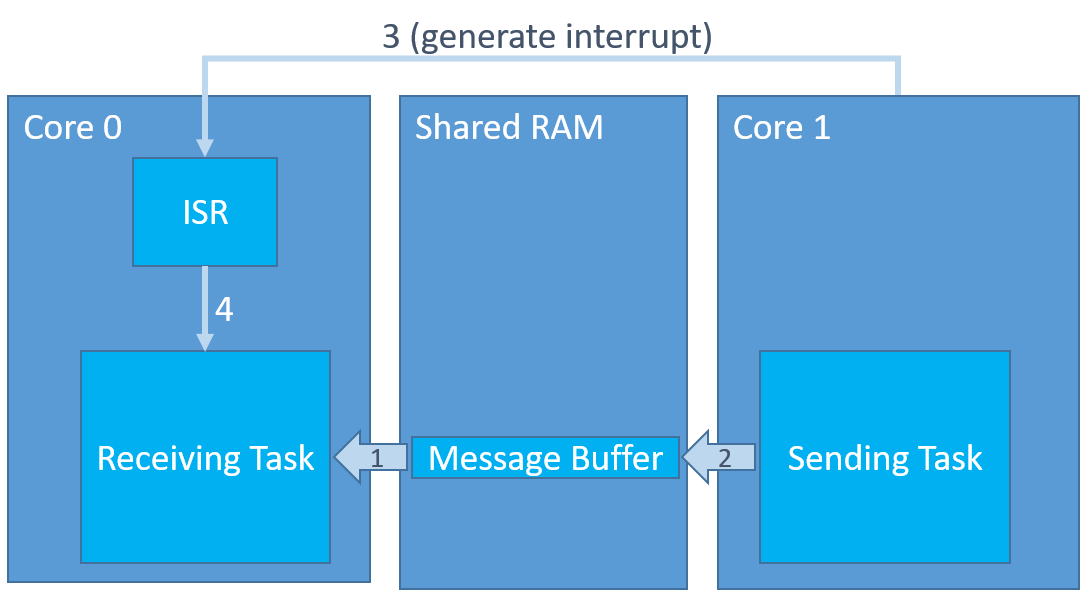 3 (generate interrupt)
Core 0
Shared RAM
Core 1
ISR
4
Receiving Task
1
Message Buffer
2
Sending Task